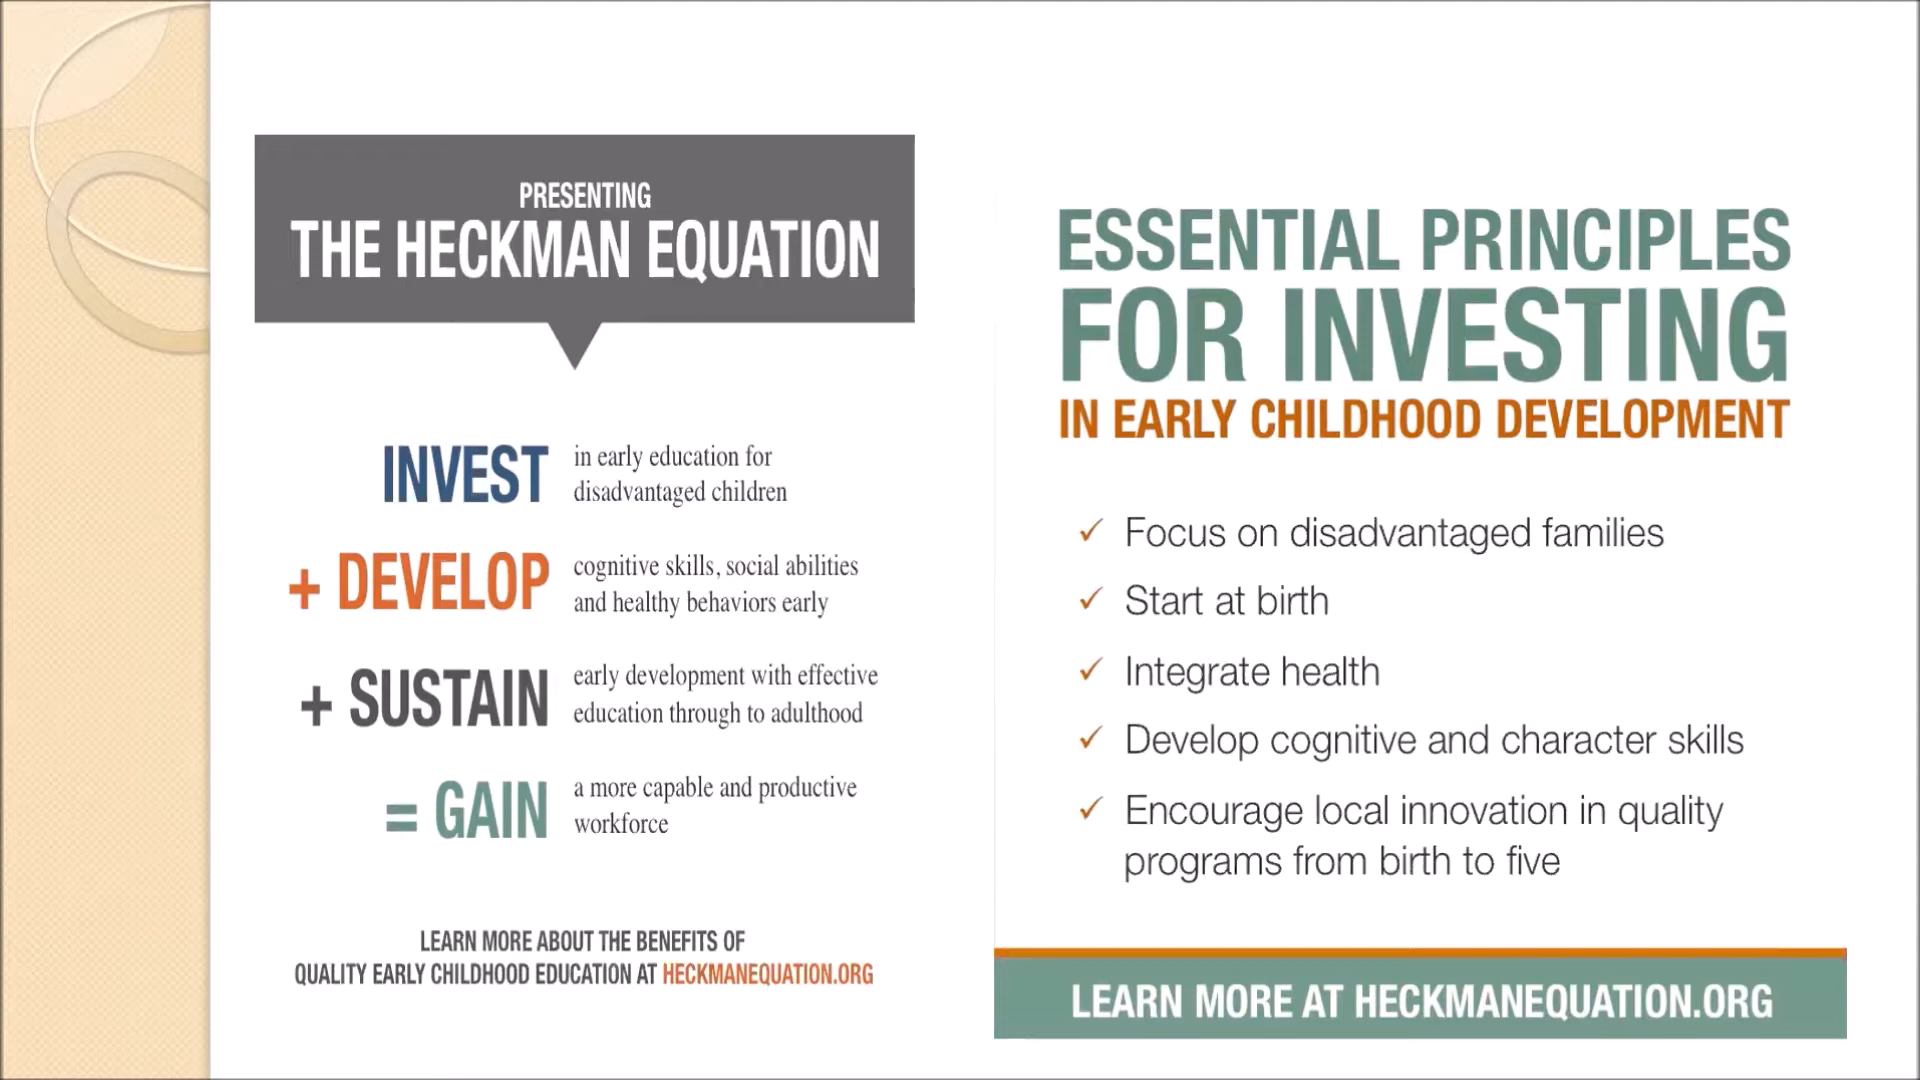 PRESENTING
THE HECKMAN EQUATION
INVEST
in early education for
disadvantaged children
+ DEVELOP
cognitive skills, social abilities
and healthy behaviors early
+ SUSTAIN
early development with effective
education through to adulthood
= GAIN
a more capable and productive
workforce
LEARN MORE ABOUT THE BENEFITS OF
QUALITY EARLY CHILDHOOD EDUCATION AT HECKMANEQUATION.ORG
ESSENTIAL PRINCIPLES
FOR INVESTING
IN EARLY CHILDHOOD DEVELOPMENT
✓ Focus on disadvantaged families
✓ Start at birth
✓ Integrate health
✓ Develop cognitive and character skills
✓ Encourage local innovation in quality
programs from birth to five
LEARN MORE AT HECKMANEQUATION.ORG